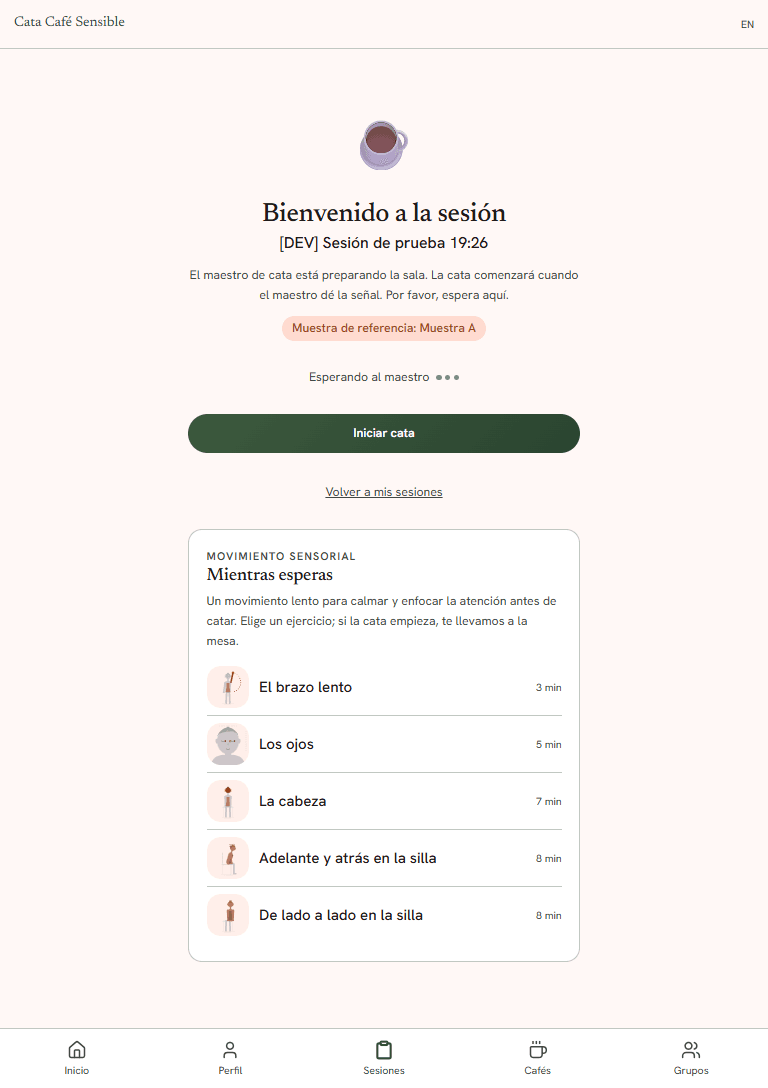 Cata Café Sensible
EN
Bienvenido a la sesión
[DEV] Sesión de prueba 19:26
El maestro de cata está preparando la sala. La cata comenzará cuando
el maestro dé la señal. Por favor, espera aquí.
Muestra de referencia: Muestra A
Esperando al maestro
Iniciar cata
Volver a mis sesiones
MOVIMIENTO SENSORIAL
Mientras esperas
Un movimiento lento para calmar y enfocar la atención antes de
catar. Elige un ejercicio; si la cata empieza, te llevamos a la
mesa.
El brazo lento 3 min
Los ojos 5 min
La cabeza 7 min
Adelante y atrás en la silla 8 min
De lado a lado en la silla 8 min
Inicio Perfil Sesiones Cafés Grupos